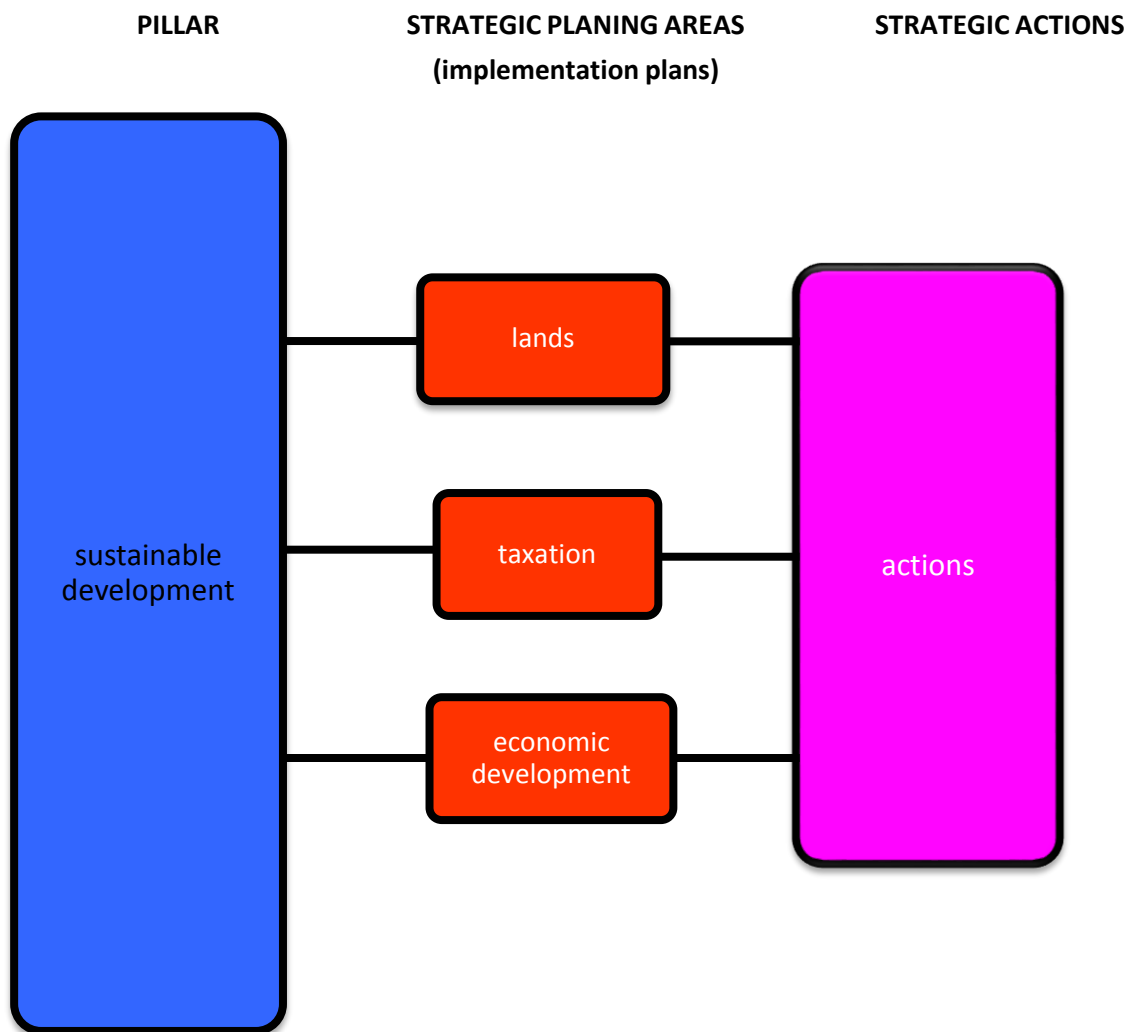 PILLAR
STRATEGIC PLANING AREAS
(implementation plans)
STRATEGIC ACTIONS
lands
sustainable
development
taxation
actions
economic
development